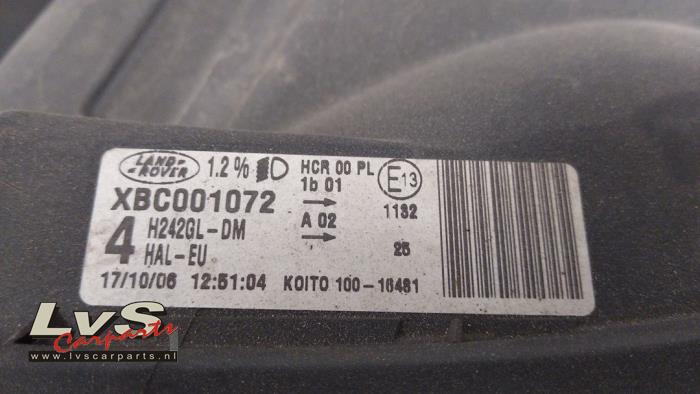 LAND-
-ROVER
1.2% HCR 00 PL
1b 01
E13
XBC001072
1132
A 02
4
H242GL-DM
HAL-EU
25
17/10/06 12:51:04 KOITO 100-16481
LvS
Carparts
www.lvscarparts.nl